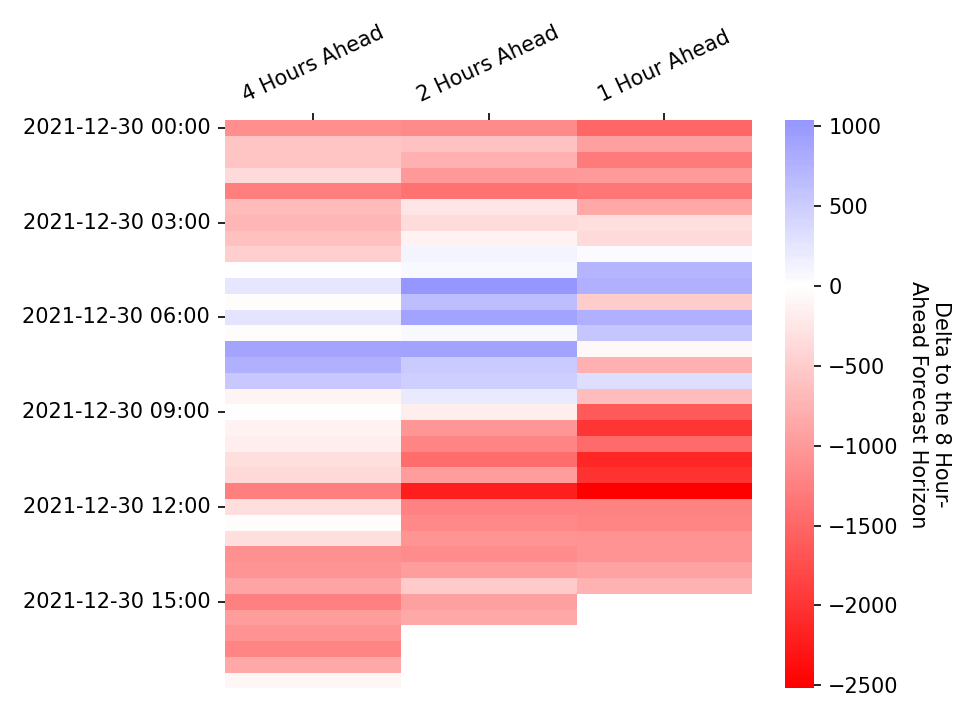 4 Hours Ahead
2 Hours Ahead
1 Hour Ahead
2021-12-30 00:00
2021-12-30 03:00
2021-12-30 06:00
2021-12-30 09:00
2021-12-30 12:00
2021-12-30 15:00
1000
500
0
−500
−1000
−1500
−2000
−2500
Delta to the 8 Hour-
Ahead Forecast Horizon